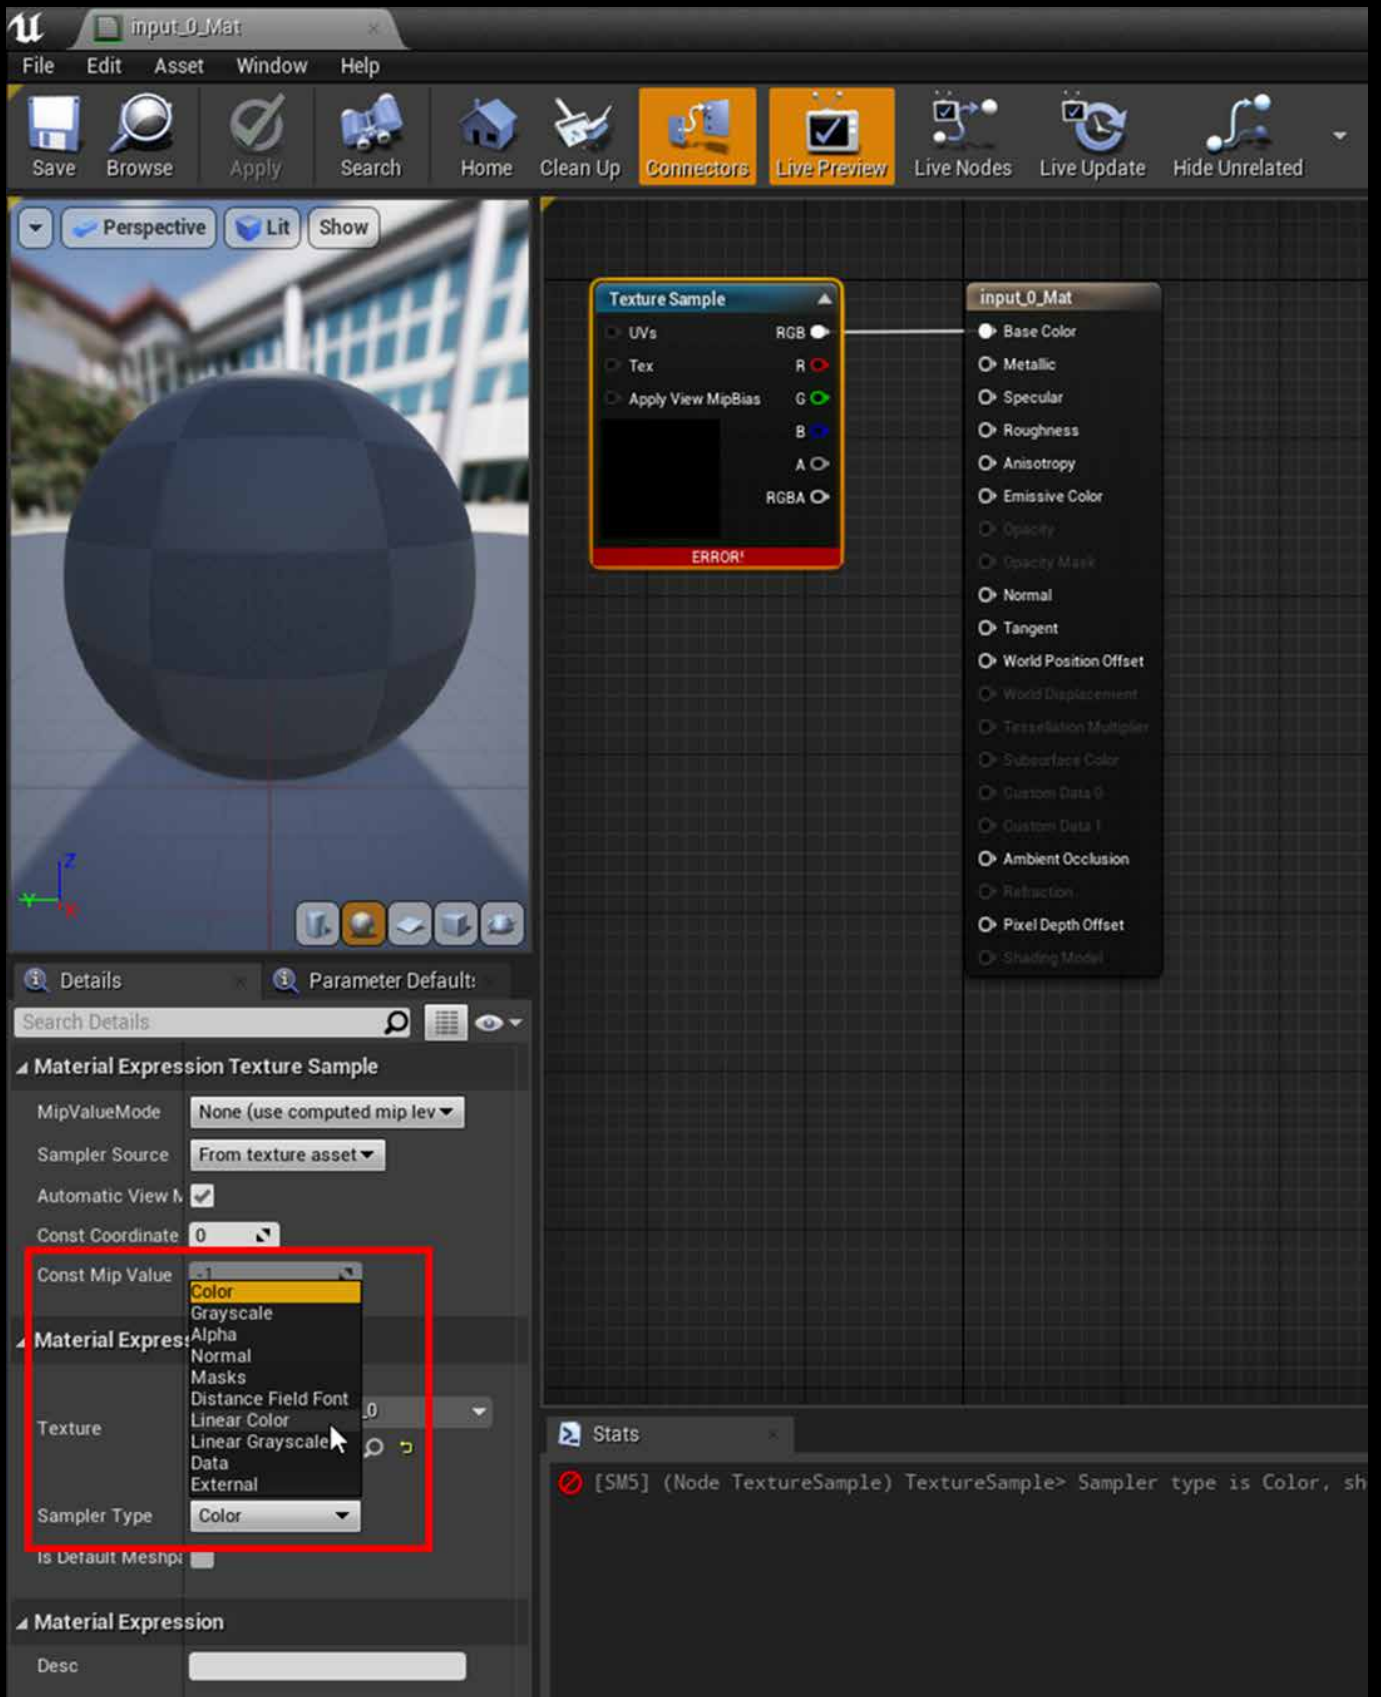 input_0_Mat
File Edit Asset Window Help
Save Browse Apply Search Home Clean Up Connectors Live Preview Live Nodes Live Update Hide Unrelated
Perspective Lit Show
Texture Sample
UVs RGB
Tex R
Apply View MipBias G
B
A
RGBA
ERROR!
input_0_Mat
Base Color
Metallic
Specular
Roughness
Anisotropy
Emissive Color
Opacity
Opacity Mask
Normal
Tangent
World Position Offset
World Displacement
Tessellation Multiplier
Subsurface Color
Custom Data 0
Custom Data 1
Ambient Occlusion
Refraction
Pixel Depth Offset
Shading Model
Z
Y
X
Details Parameter Default
Search Details
Material Expression Texture Sample
MipValueMode None (use computed mip lev
Sampler Source From texture asset
Automatic View M
Const Coordinate 0
Const Mip Value -1
Color
Grayscale
Material Express
Alpha
Normal
Masks
Distance Field Font
Linear Color
_0
Texture
Linear Grayscale
Data
External
Sampler Type Color
Is Default Meshpa
Material Expression
Desc
Stats
[SM5] (Node TextureSample) TextureSample> Sampler type is Color, sh